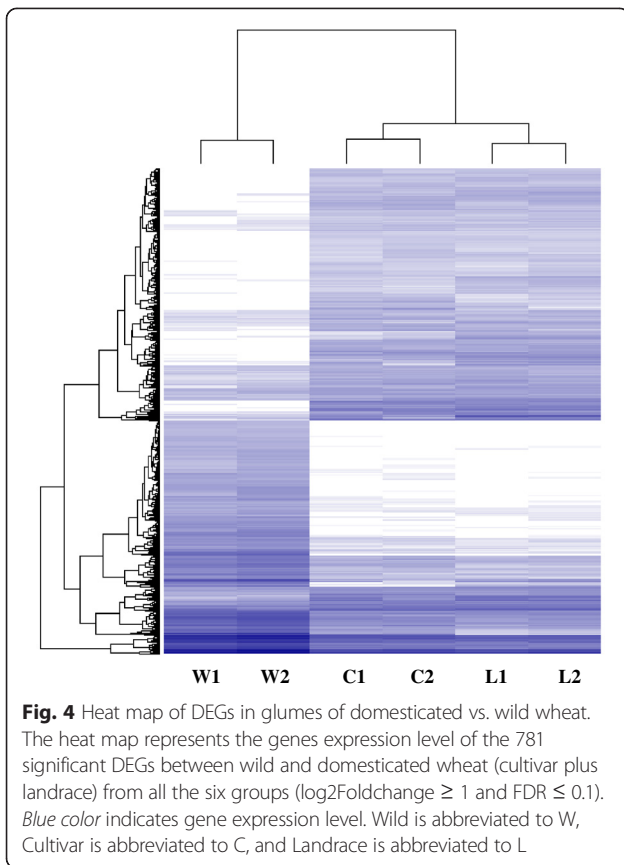 W1 W2 C1 C2 L1 L2
Fig. 4 Heat map of DEGs in glumes of domesticated vs. wild wheat.
The heat map represents the genes expression level of the 781
significant DEGs between wild and domesticated wheat (cultivar plus
landrace) from all the six groups (log2Foldchange ≥ 1 and FDR ≤ 0.1).
Blue color indicates gene expression level. Wild is abbreviated to W,
Cultivar is abbreviated to C, and Landrace is abbreviated to L